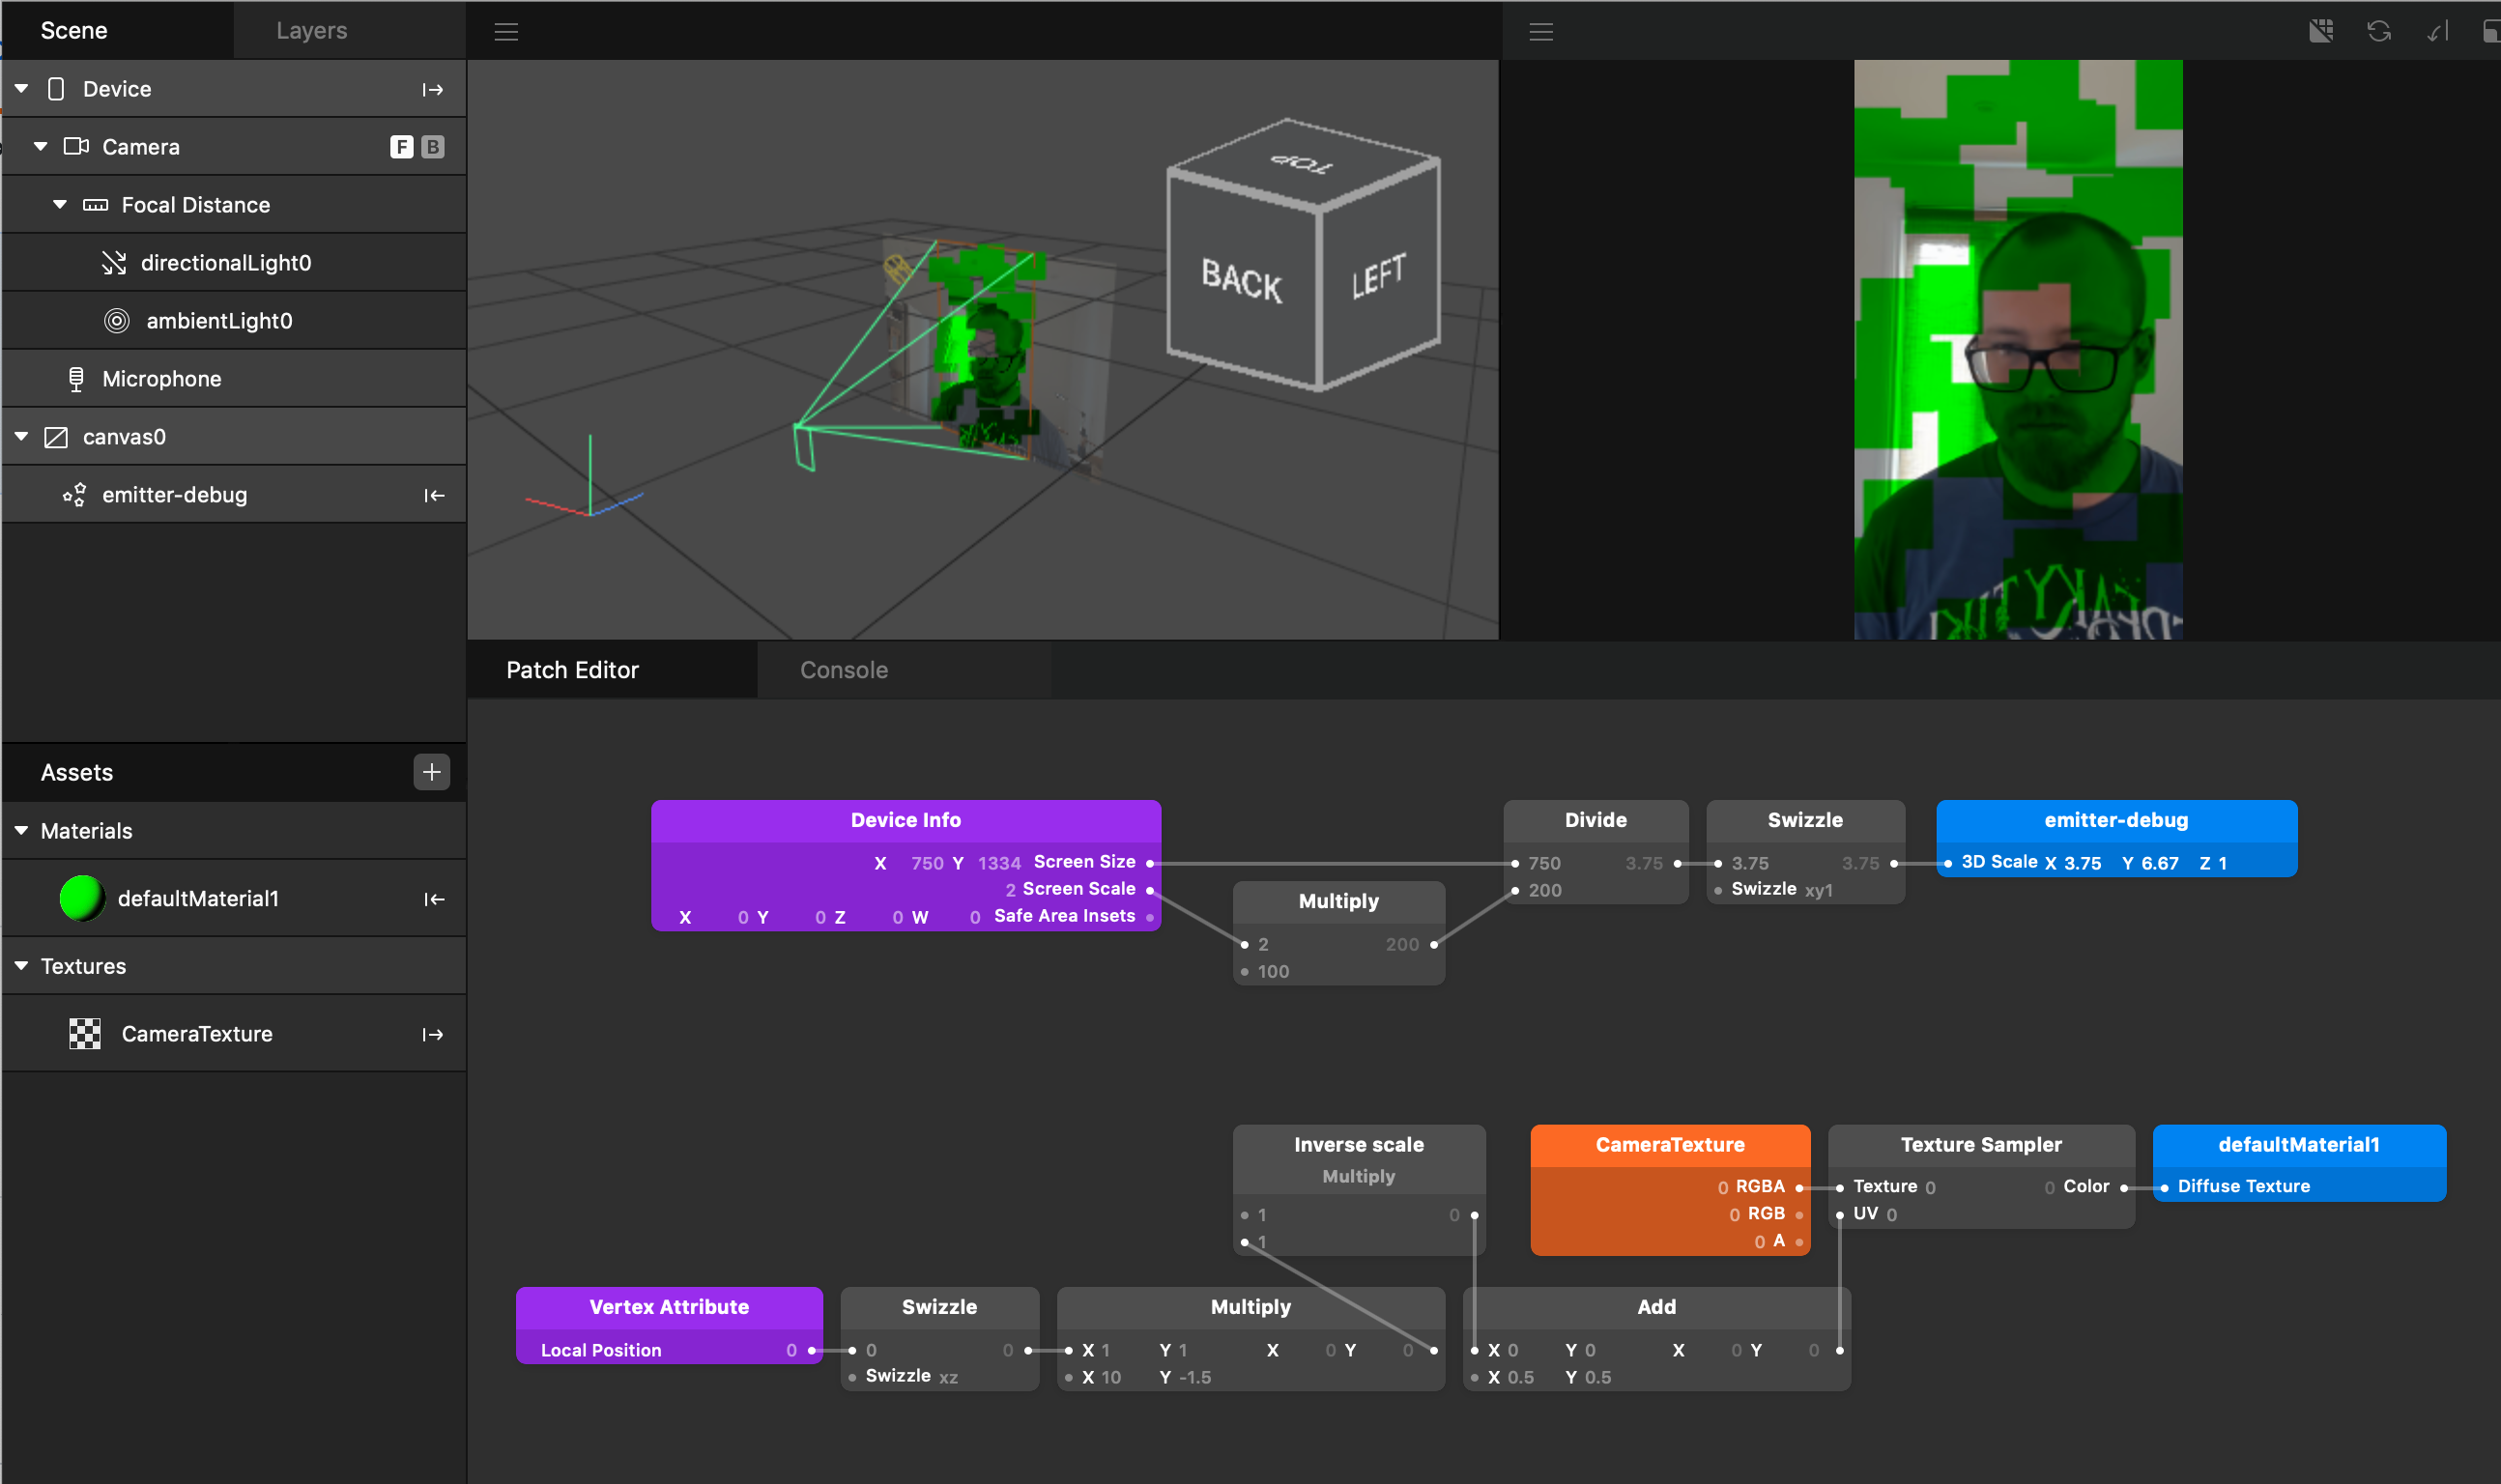 Scene
Layers
Device
Camera
F B
Focal Distance
directionalLight0
ambientLight0
Microphone
canvas0
emitter-debug
TOP
BACK
LEFT
Assets
Materials
defaultMaterial1
Textures
CameraTexture
Patch Editor
Console
Device Info
X 750 Y 1334 Screen Size
2 Screen Scale
X 0 Y 0 Z 0 W 0 Safe Area Insets
Multiply
2 200
100
Divide
750 3.75
200
Swizzle
3.75 3.75
Swizzle xy1
emitter-debug
3D Scale X 3.75 Y 6.67 Z 1
Inverse scale
Multiply
1 0
1
CameraTexture
0 RGBA
0 RGB
0 A
Texture Sampler
Texture 0 0 Color
UV 0
defaultMaterial1
Diffuse Texture
Vertex Attribute
Local Position 0
Swizzle
0 0
Swizzle xz
Multiply
X 1 Y 1 X 0 Y 0
X 10 Y -1.5
Add
X 0 Y 0 X 0 Y 0
X 0.5 Y 0.5